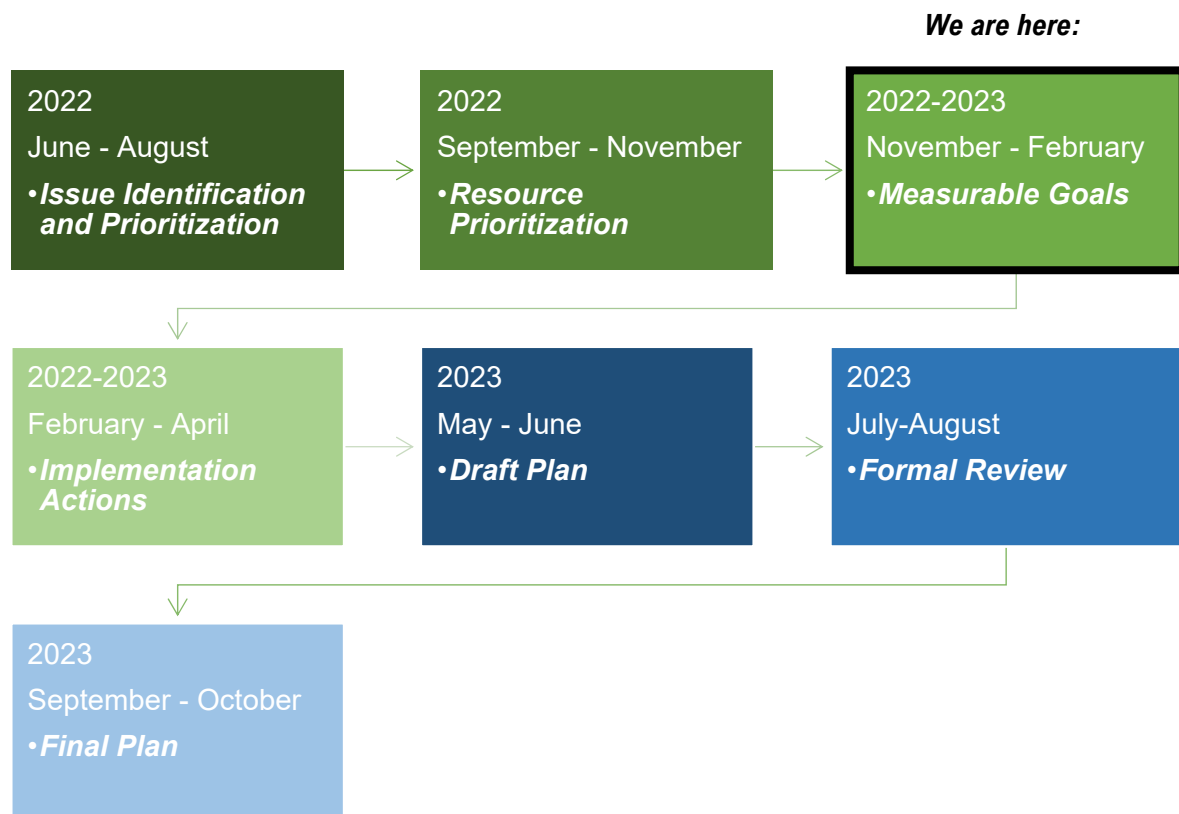 We are here:
2022
June - August
•Issue Identification
and Prioritization
2022
September - November
•Resource
Prioritization
2022-2023
November - February
•Measurable Goals
2022-2023
February - April
•Implementation
Actions
2023
May - June
•Draft Plan
2023
July-August
•Formal Review
2023
September - October
•Final Plan